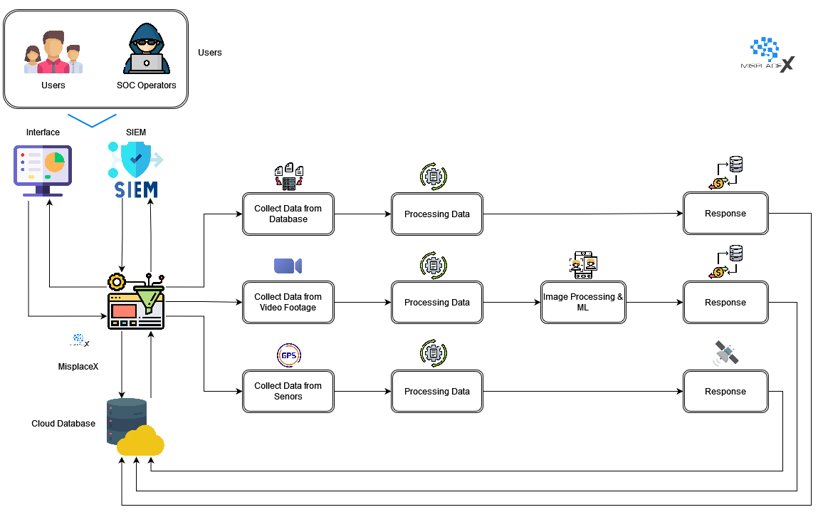 Users
SOC Operators
Users
MISPLACEX
Interface
SIEM
SIEM
Collect Data from
Database
Processing Data
Response
Collect Data from
Video Footage
Processing Data
Image Processing &
ML
Response
MisplaceX
GPS
Collect Data from
Senors
Processing Data
Response
Cloud Database